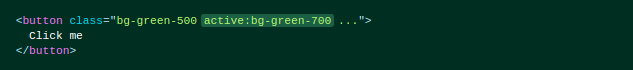 <button class="bg-green-500 active:bg-green-700 ...">
  Click me
</button>